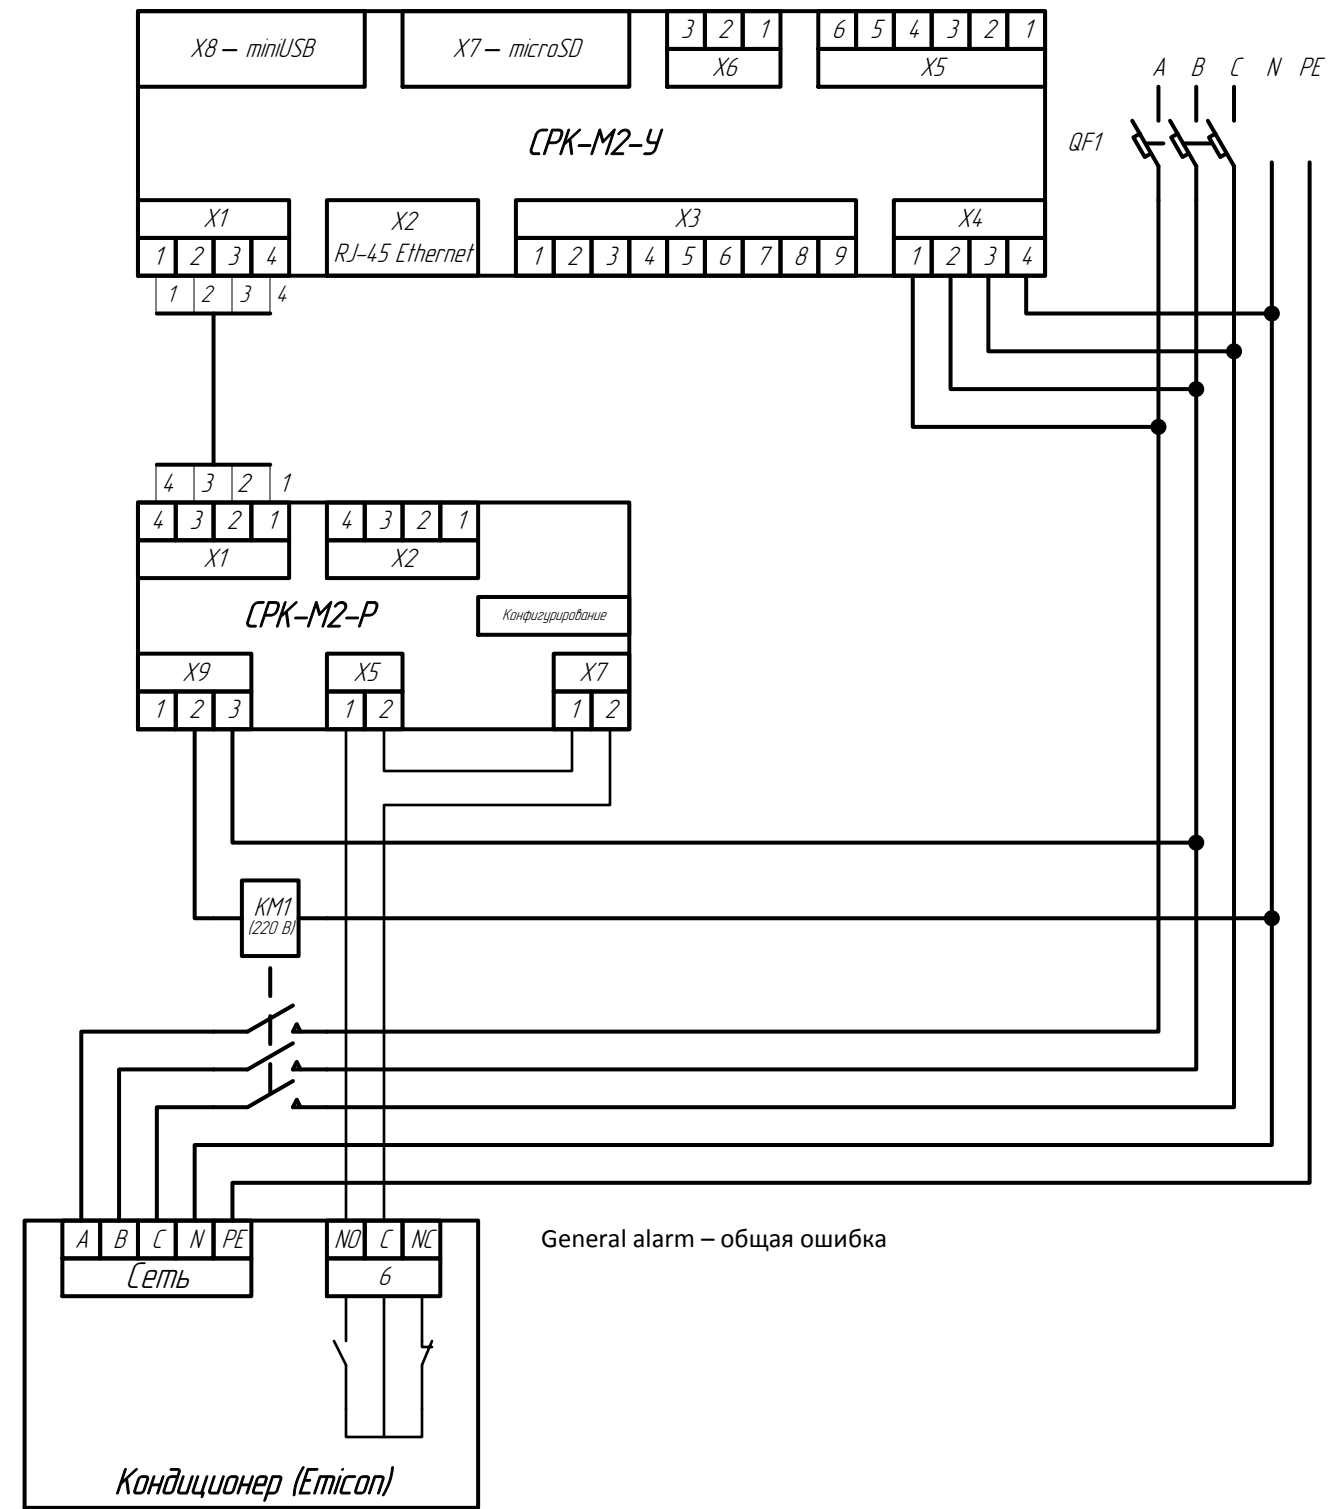 X8 – miniUSB
X7 – microSD
3 2 1
X6
6 5 4 3 2 1
X5
A B C N PE
QF1
СРК-М2-У
X1
1 2 3 4
X2
RJ-45 Ethernet
X3
1 2 3 4 5 6 7 8 9
X4
1 2 3 4
1 2 3 4
4 3 2 1
4 3 2 1
X1
4 3 2 1
X2
СРК-М2-Р
Конфигурирование
X9
1 2 3
X5
1 2
X7
1 2
КМ1
(220 В)
A B C N PE
Сеть
NO C NC
6
General alarm – общая ошибка
Кондиционер (Emicon)